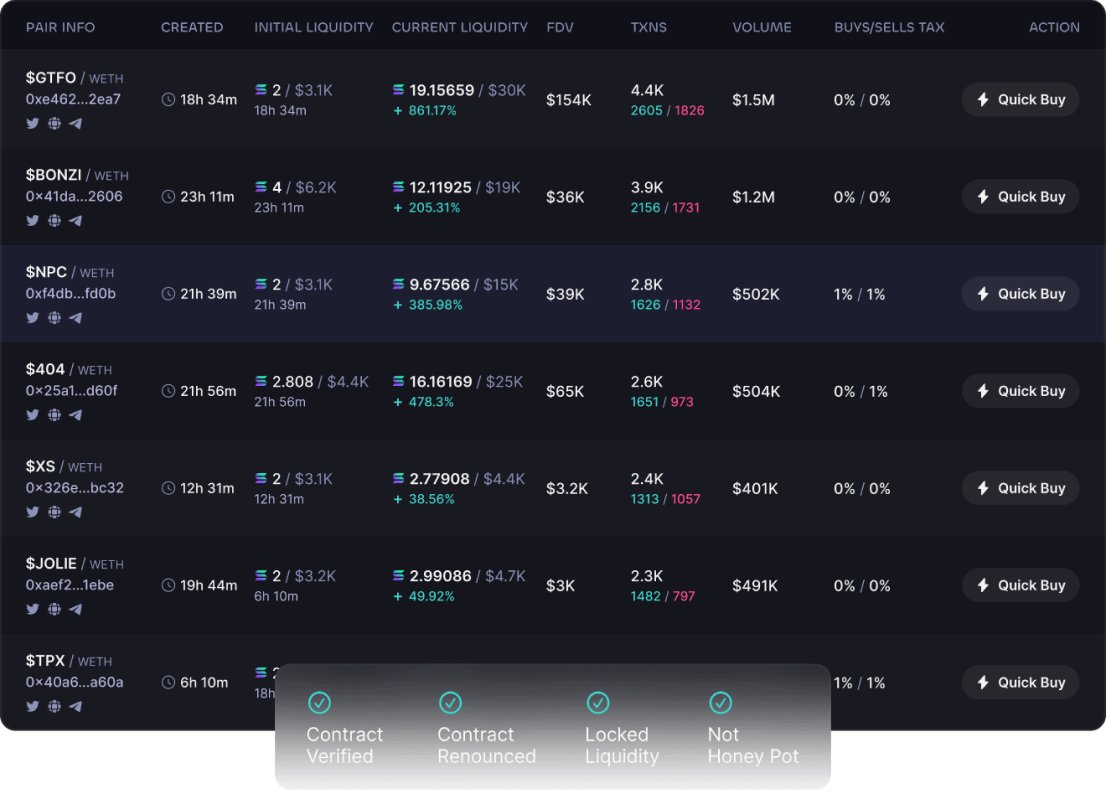 PAIR INFO CREATED INITIAL LIQUIDITY CURRENT LIQUIDITY FDV TXNS VOLUME BUYS/SELLS TAX ACTION
$GTFO / WETH
0xe462...2ea7
18h 34m
2 / $3.1K
18h 34m
19.15659 / $30K
+ 861.17%
$154K
4.4K
2605 / 1826
$1.5M
0% / 0%
Quick Buy
$BONZI / WETH
0×41da...2606
23h 11m
4 / $6.2K
23h 11m
12.11925 / $19K
+ 205.31%
$36K
3.9K
2156 / 1731
$1.2M
0% / 0%
Quick Buy
$NPC / WETH
0xf4db...fd0b
21h 39m
2 / $3.1K
21h 39m
9.67566 / $15K
+ 385.98%
$39K
2.8K
1626 / 1132
$502K
1% / 1%
Quick Buy
$404 / WETH
0×25a1...d60f
21h 56m
2.808 / $4.4K
21h 56m
16.16169 / $25K
+ 478.3%
$65K
2.6K
1651 / 973
$504K
0% / 1%
Quick Buy
$XS / WETH
0×326e...bc32
12h 31m
2 / $3.1K
12h 31m
2.77908 / $4.4K
+ 38.56%
$3.2K
2.4K
1313 / 1057
$401K
0% / 0%
Quick Buy
$JOLIE / WETH
0xaef2...1ebe
19h 44m
2 / $3.2K
6h 10m
2.99086 / $4.7K
+ 49.92%
$3K
2.3K
1482 / 797
$491K
0% / 0%
Quick Buy
$TPX / WETH
0×40a6...a60a
6h 10m
18h
1% / 1%
Quick Buy
Contract
Verified
Contract
Renounced
Locked
Liquidity
Not
Honey Pot